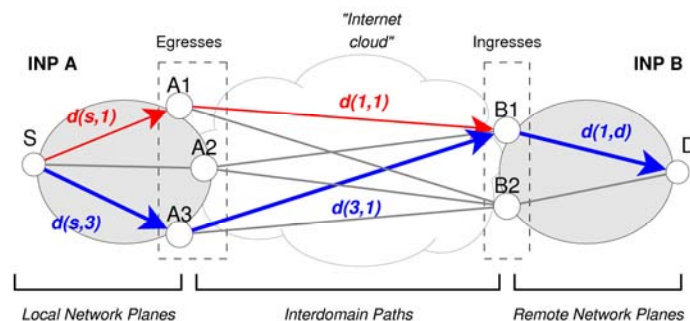 "Internet
cloud"
Egresses
Ingresses
INP A
INP B
A1
B1
d(s,1)
d(1,1)
d(1,d)
S
A2
D
B2
d(s,3)
A3
d(3,1)
Local Network Planes
Interdomain Paths
Remote Network Planes